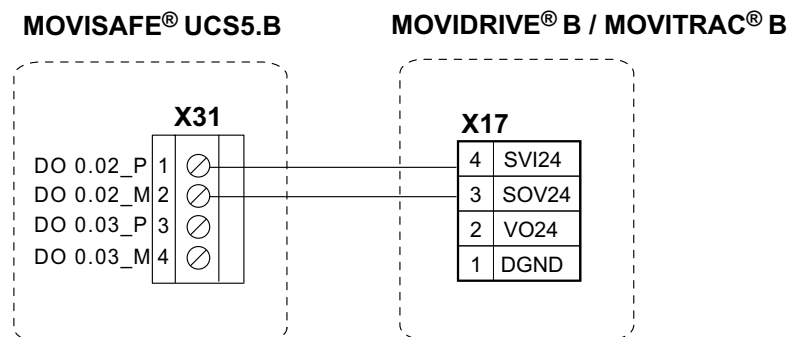 MOVISAFE® UCS5.B
MOVIDRIVE® B / MOVITRAC® B
X31
DO 0.02_P 1
DO 0.02_M 2
DO 0.03_P 3
DO 0.03_M 4
X17
4 SVI24
3 SOV24
2 VO24
1 DGND